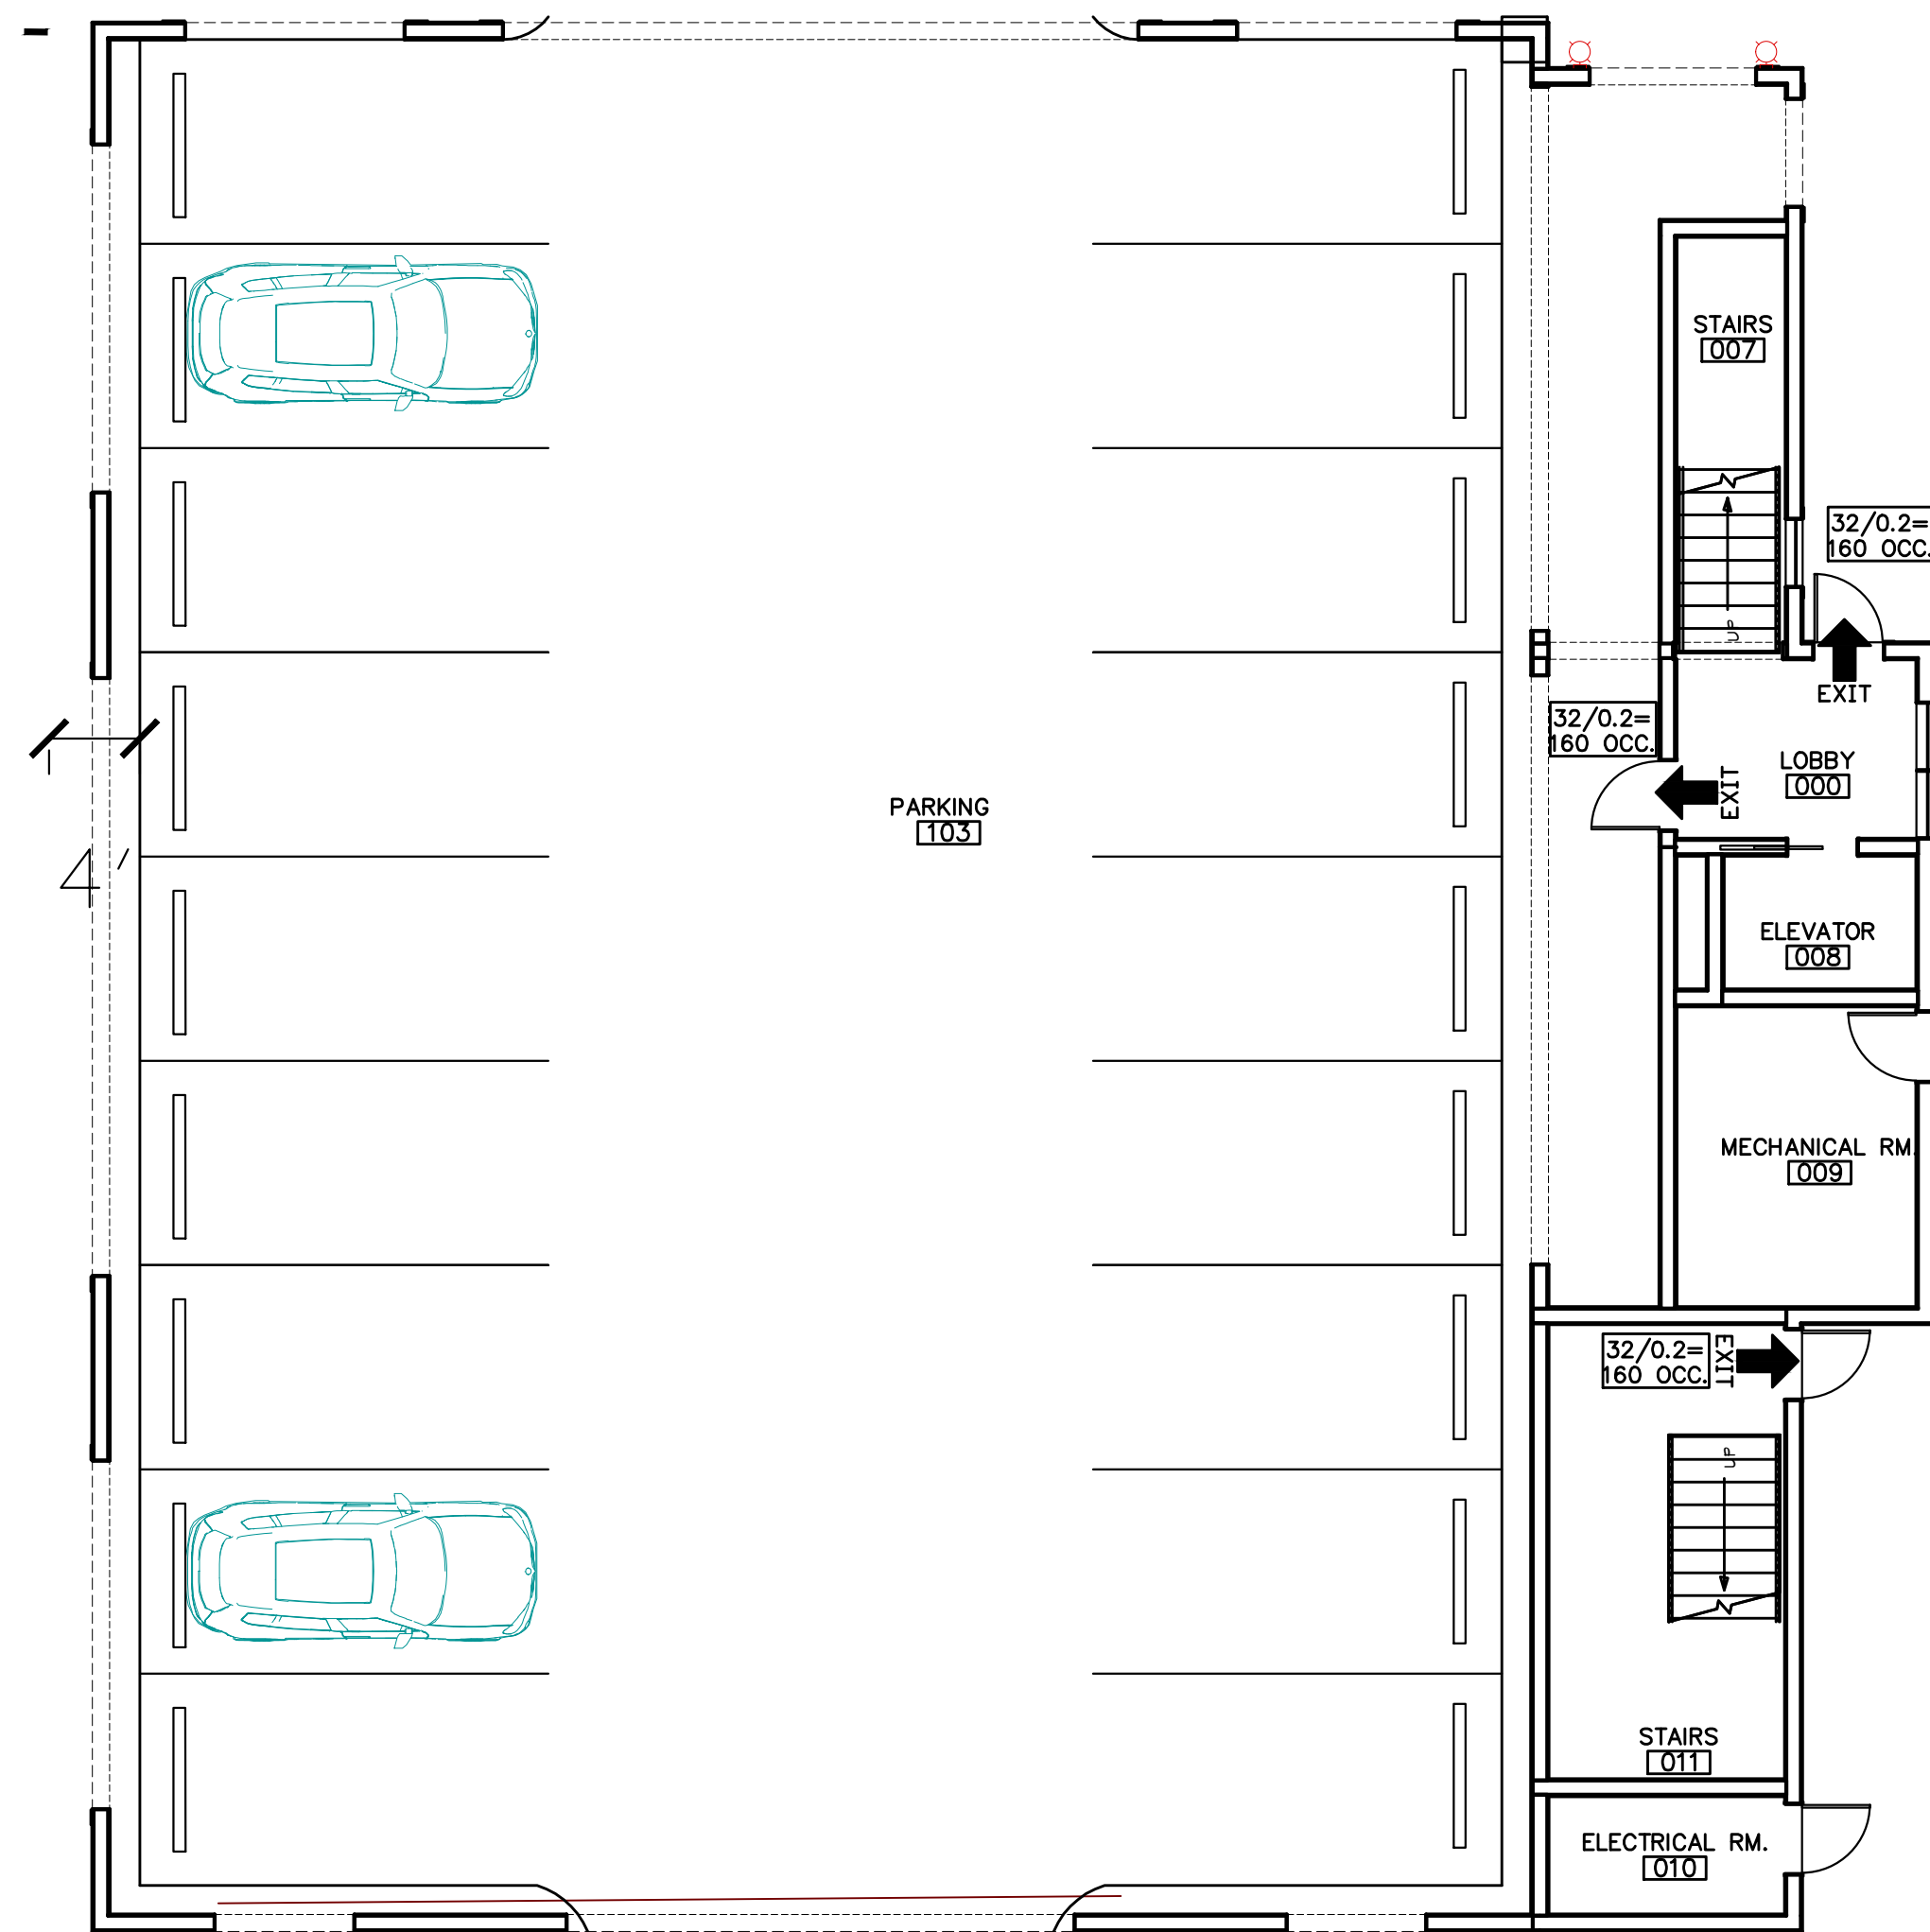 STAIRS
007
UP
32/0.2=
160 OCC.
EXIT
32/0.2=
160 OCC.
EXIT
LOBBY
000
4'
PARKING
103
ELEVATOR
008
MECHANICAL RM.
009
32/0.2=
160 OCC.
EXIT
UP
STAIRS
011
ELECTRICAL RM.
010